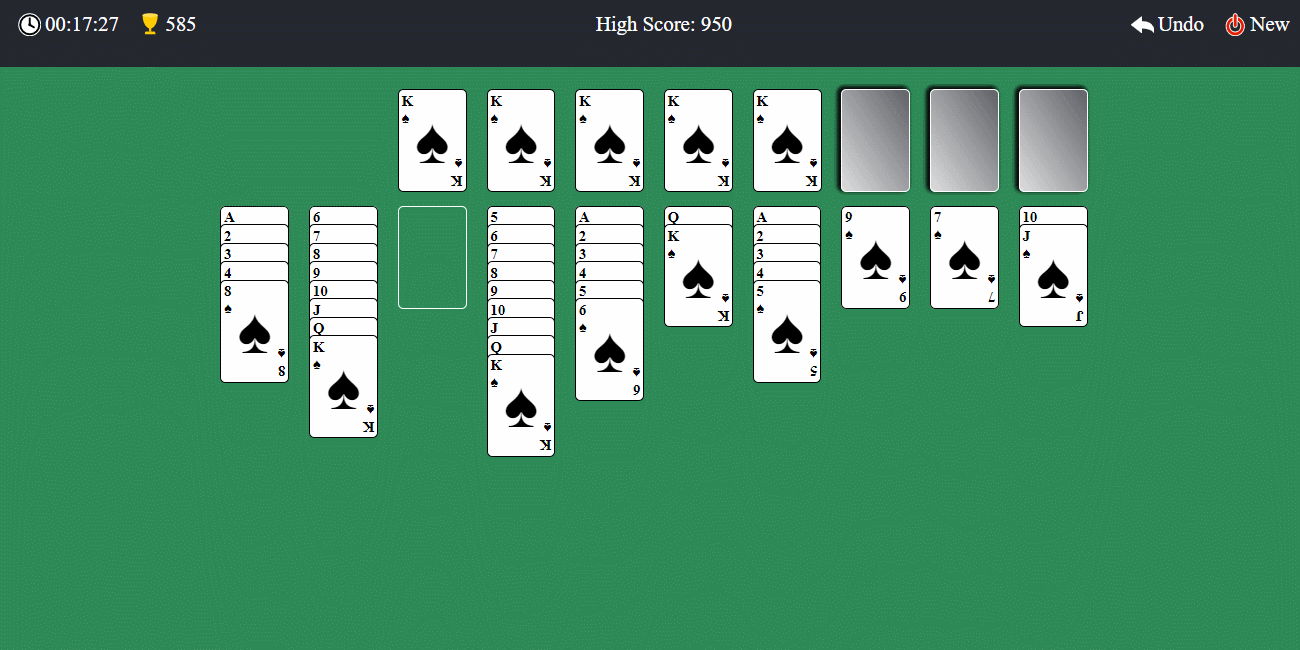 00:17:27 585 High Score: 950 Undo New
K K K K K
K K K K K
A 6 5 A Q A 9 7 10
2 7 6 2 K 2 J
3 8 7 3 3
4 9 8 4 4
8 10 9 5 5
9 7
J 10 6 K J
Q J
K Q
K
8 5
6
K
K